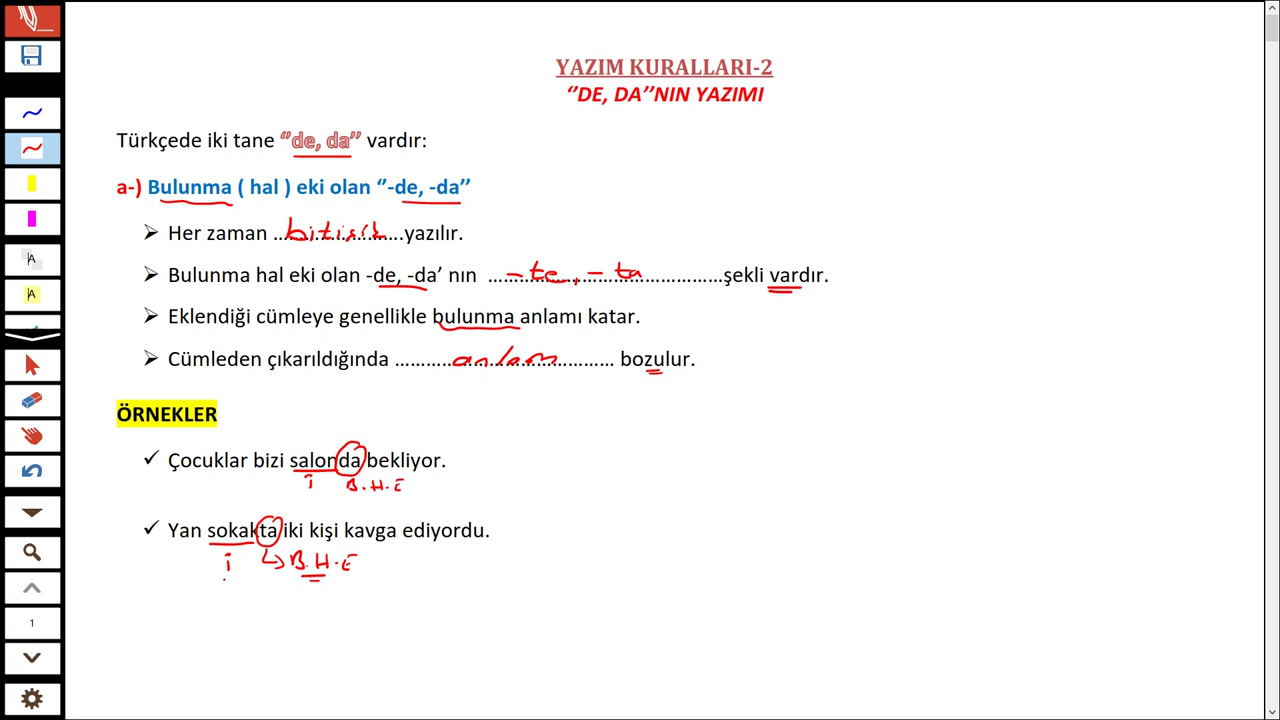 YAZIM KURALLARI-2
‘’DE, DA’’NIN YAZIMI
Türkçede iki tane ‘’de, da’’ vardır:
a-) Bulunma ( hal ) eki olan ‘’-de, -da’’
➢ Her zaman ...bitişik...yazılır.
➢ Bulunma hal eki olan -de, -da’ nın ...-te, -ta...şekli vardır.
➢ Eklendiği cümleye genellikle bulunma anlamı katar.
➢ Cümleden çıkarıldığında ...anlam... bozulur.
ÖRNEKLER
✓ Çocuklar bizi salonda bekliyor.
İ B.H.E
✓ Yan sokakta iki kişi kavga ediyordu.
İ ↳ B.H.E
A
A
1